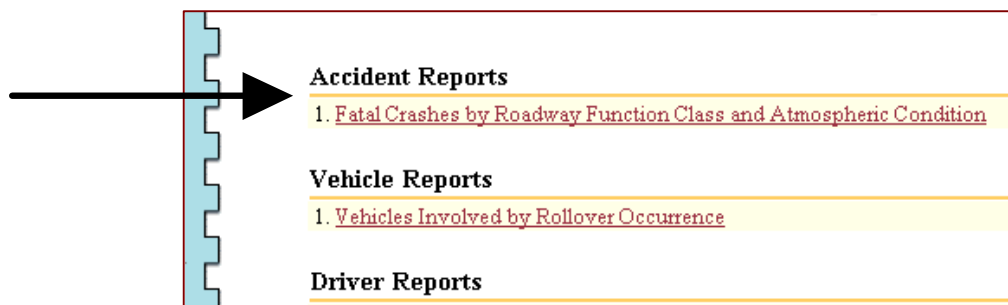 Accident Reports
1. Fatal Crashes by Roadway Function Class and Atmospheric Condition
Vehicle Reports
1. Vehicles Involved by Rollover Occurrence
Driver Reports